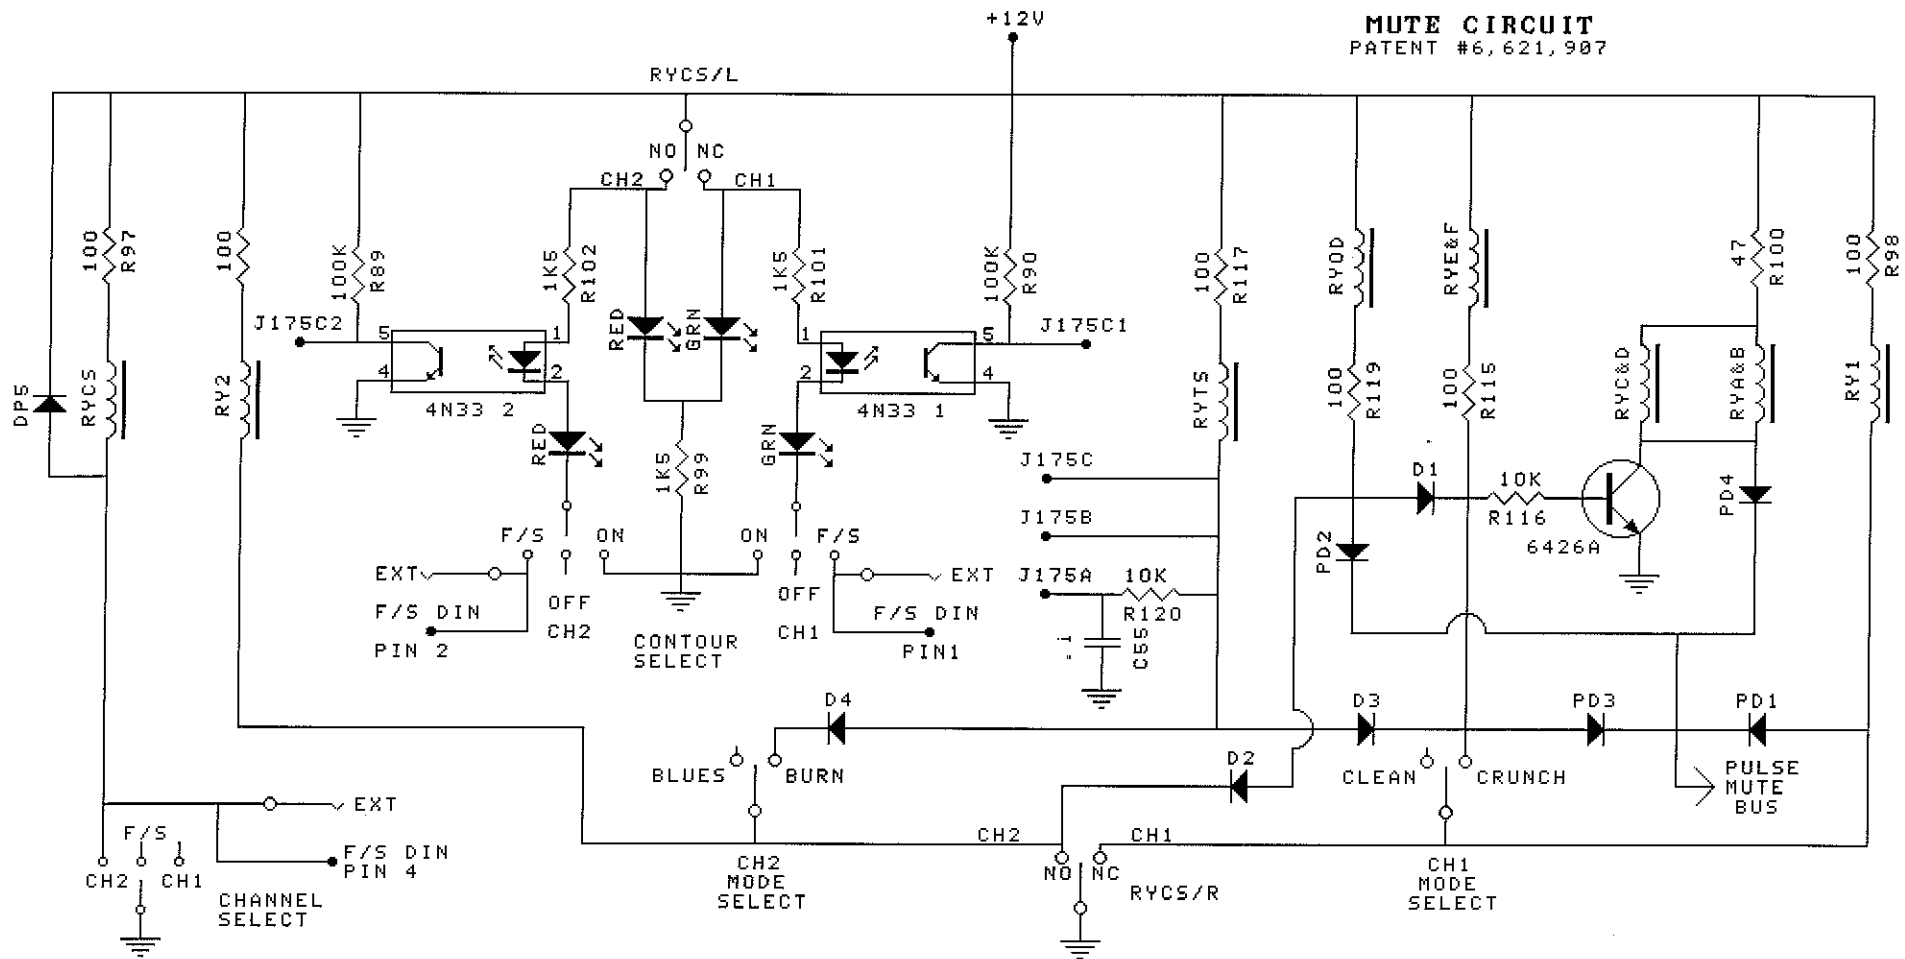 +12V
MUTE CIRCUIT
PATENT #6,621,907
RYCS/L
NO NC
CH2 CH1
100
R97
100
100K
R89
1K5
R102
RED
GRN
1K5
R101
100K
R90
100
R117
RYOD
RYE&F
47
R100
100
R98
J175C2
5
4
1
2
4N33 2
1
2
5
4
4N33 1
J175C1
DP5
RYCS
RY2
RED
1K5
R99
GRN
RYTS
100
R119
100
R115
RYC&D
RYA&B
RY1
J175C
J175B
J175A
10K
R120
.1
C55
D1
10K
R116
6426A
PD2
PD4
F/S ON
ON F/S
EXT
OFF
CH2
F/S DIN
PIN 2
CONTOUR
SELECT
OFF
CH1
EXT
F/S DIN
PIN1
D4
D3
PD3
PD1
BLUES BURN
D2
CLEAN CRUNCH
PULSE
MUTE
BUS
EXT
F/S
CH2 CH1
F/S DIN
PIN 4
CHANNEL
SELECT
CH2
MODE
SELECT
CH2
CH1
NO NC
RYCS/R
CH1
MODE
SELECT